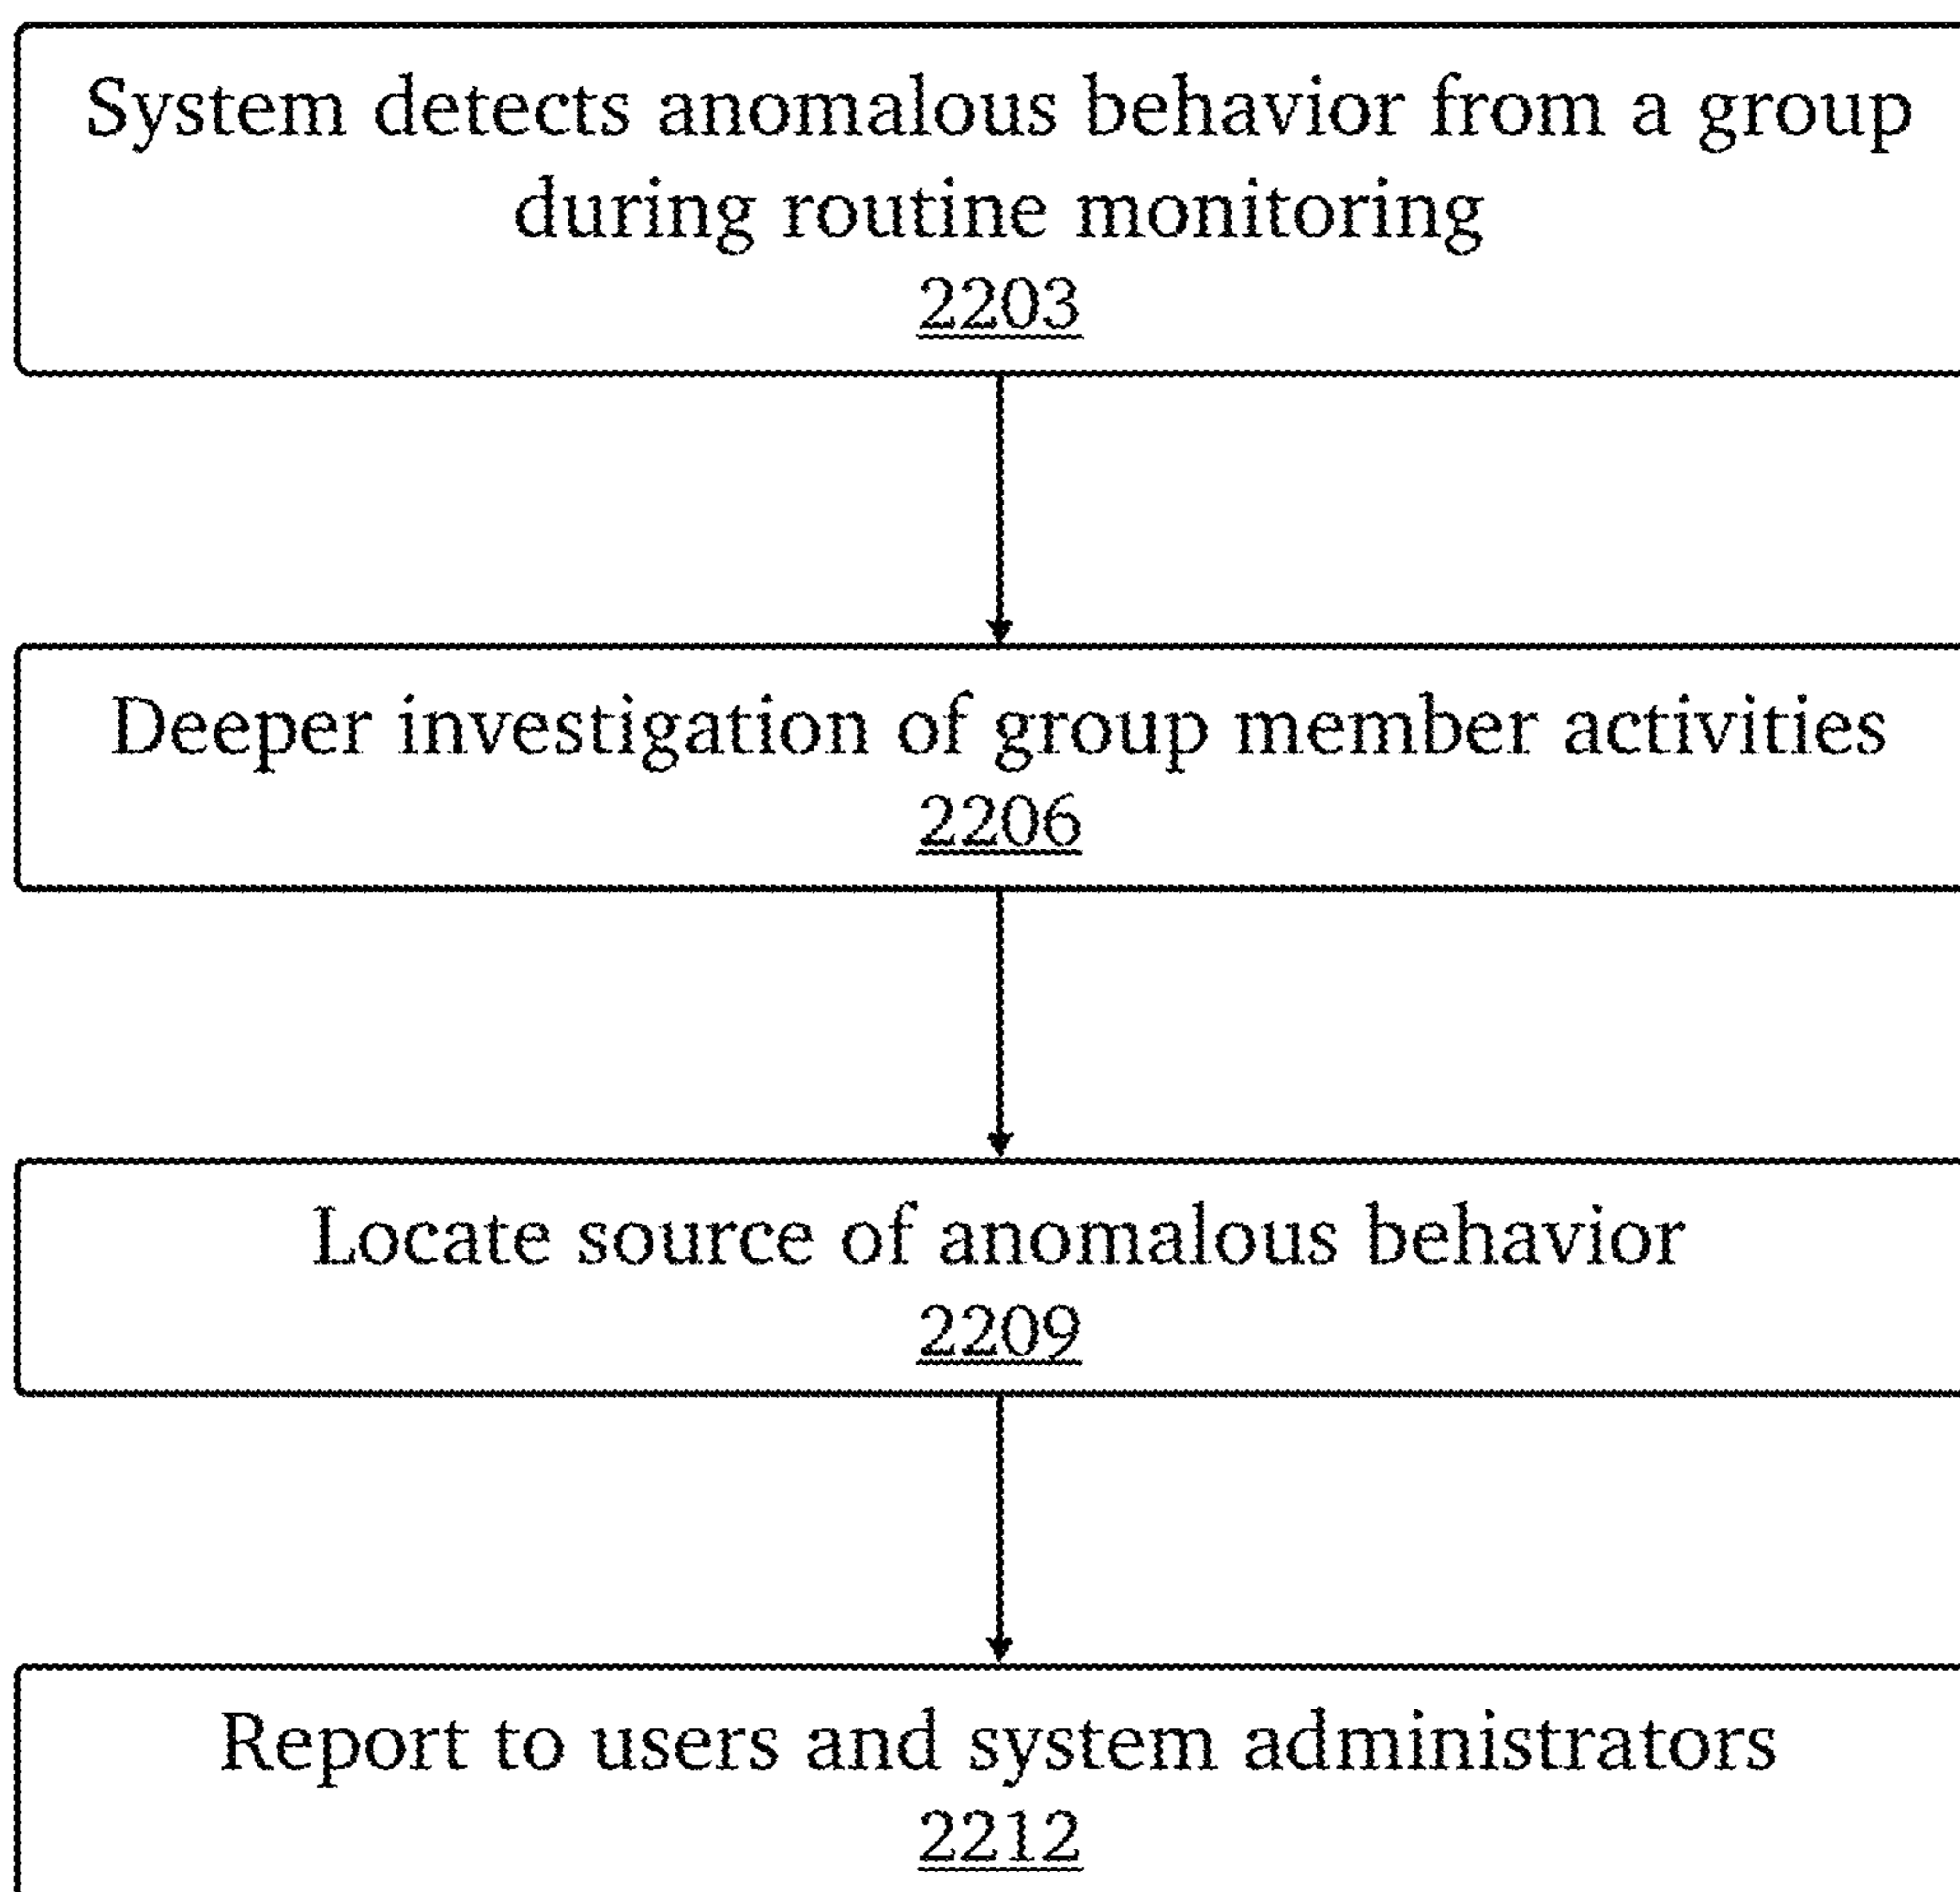 System detects anomalous behavior from a group
during routine monitoring
2203
Deeper investigation of group member activities
2206
Locate source of anomalous behavior
2209
Report to users and system administrators
2212